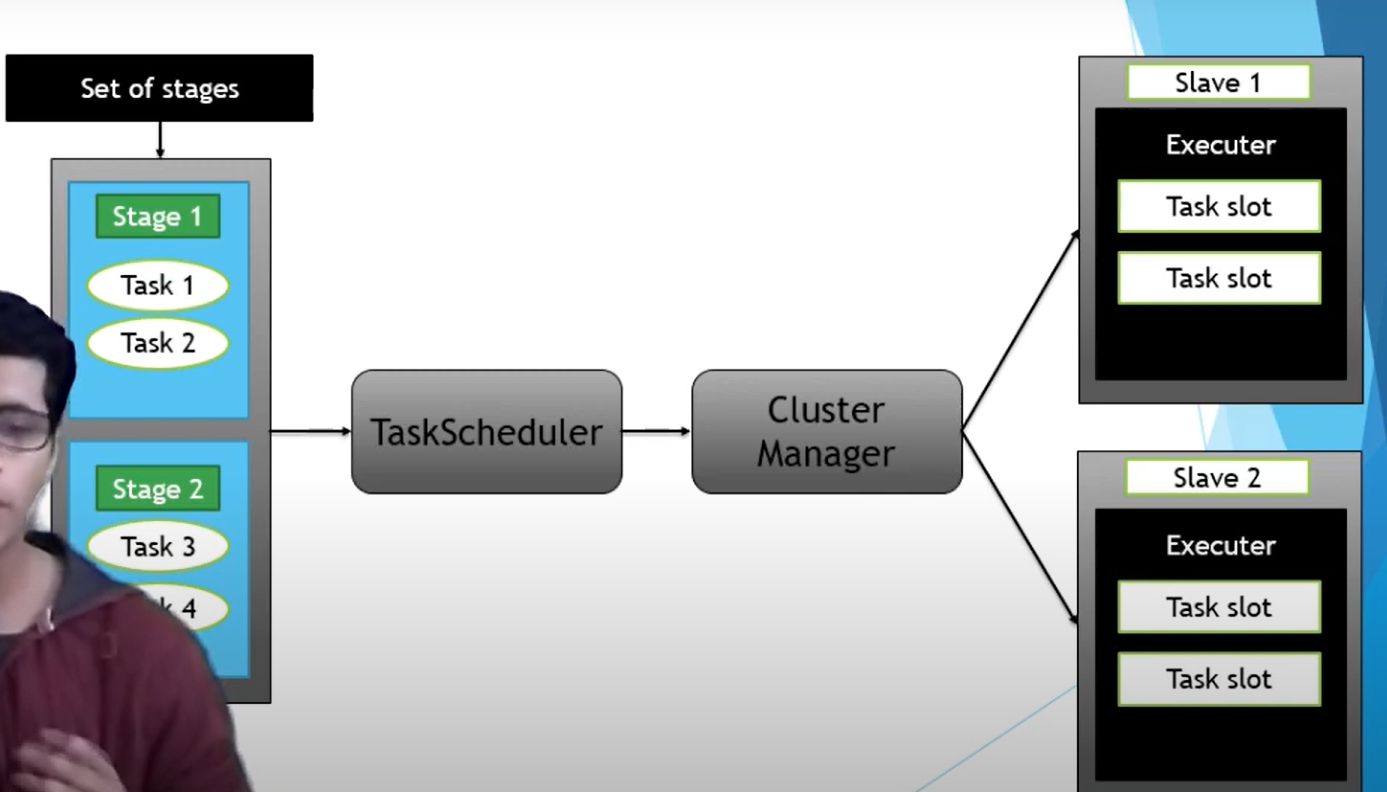 Set of stages
Stage 1
Task 1
Task 2
Stage 2
Task 3
4
TaskScheduler
Cluster
Manager
Slave 1
Executer
Task slot
Task slot
Slave 2
Executer
Task slot
Task slot